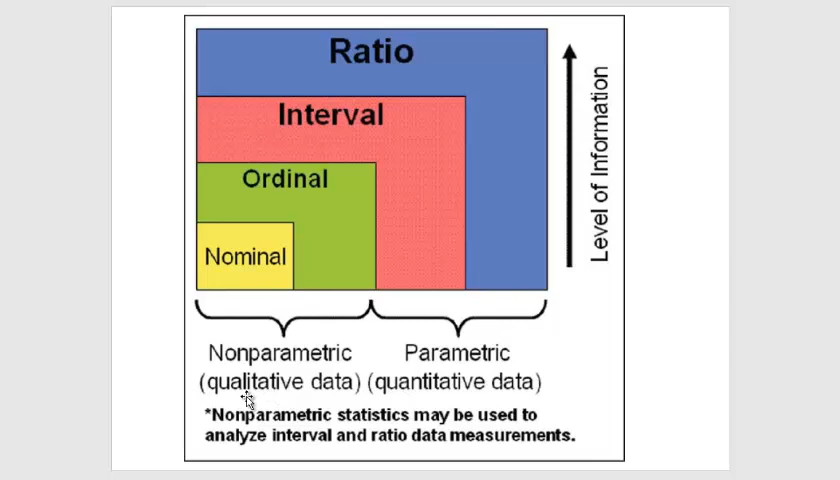 Ratio
Interval
Ordinal
Nominal
Level of Information
Nonparametric
(qualitative data)
Parametric
(quantitative data)
*Nonparametric statistics may be used to
analyze interval and ratio data measurements.